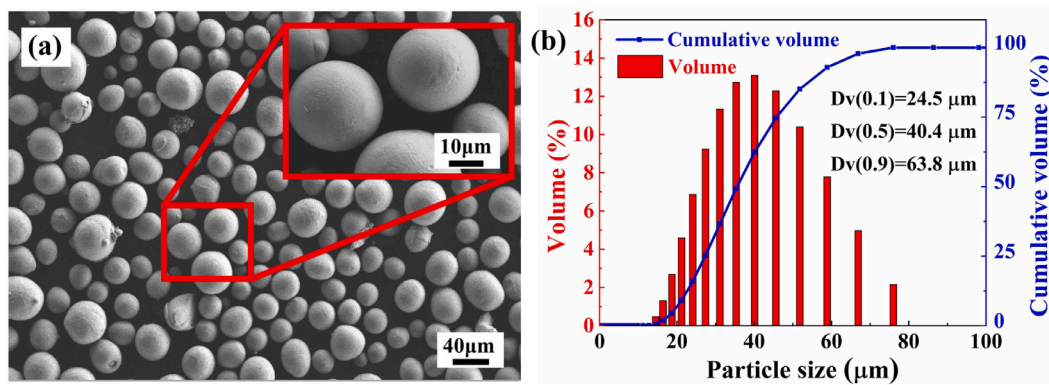 (a)
10μm
40μm
(b)
16
14
12
10
8
6
4
2
0
Volume (%)
Cumulative volume
Volume
Dv(0.1)=24.5 μm
Dv(0.5)=40.4 μm
Dv(0.9)=63.8 μm
100
75
50
25
0
Cumulative volume (%)
0 20 40 60 80 100
Particle size (μm)